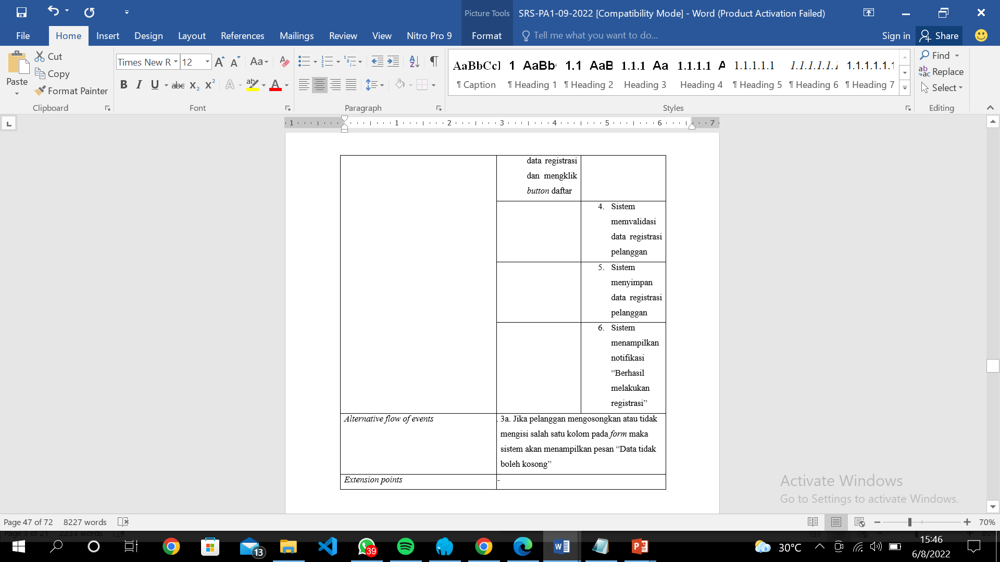 Picture Tools
SRS-PA1-09-2022 [Compatibility Mode] - Word (Product Activation Failed)
File
Home
Insert
Design
Layout
References
Mailings
Review
View
Nitro Pro 9
Format
Tell me what you want to do...
Sign in
Share
Paste
Cut
Copy
Format Painter
Clipboard
Times New R
12
Font
Paragraph
AaBbCcI
1 AaBb
1.1 AaB
1.1.1 Aa
1.1.1.1 A
1.1.1.1.1
1.1.1.1.1.1
1.1.1.1.1.1
¶ Caption
¶ Heading 1
¶ Heading 2
Heading 3
Heading 4
¶ Heading 5
¶ Heading 6
¶ Heading 7
Styles
Find
Replace
Select
Editing
1 1 2 3 4 5 6 7
data registrasi
dan mengklik
button daftar
4. Sistem
memvalidasi
data registrasi
pelanggan
5. Sistem
menyimpan
data registrasi
pelanggan
6. Sistem
menampilkan
notifikasi
“Berhasil
melakukan
registrasi”
Alternative flow of events
3a. Jika pelanggan mengosongkan atau tidak
mengisi salah satu kolom pada form maka
sistem akan menampilkan pesan “Data tidak
boleh kosong”
Extension points
-
Activate Windows
Go to Settings to activate Windows.
Page 47 of 72
8227 words
70%
Page 3 of 21
2233 words
80%
13
39
30°C
15:46
6/8/2022